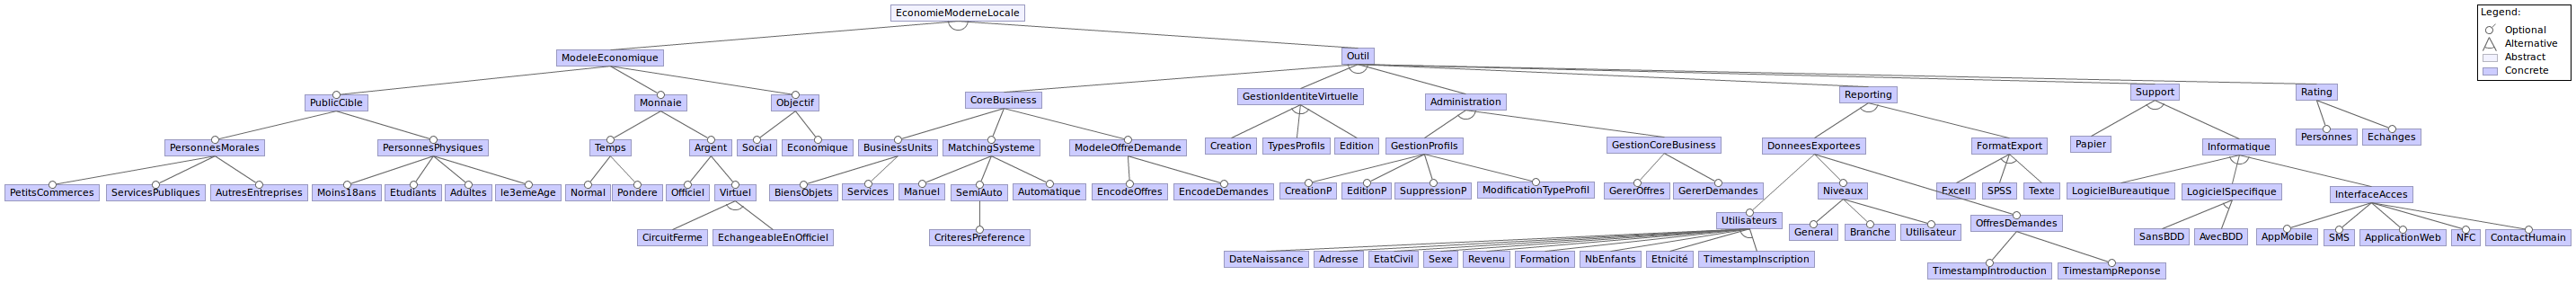 EconomieModerneLocale
Legend:
Optional
Alternative
Abstract
Concrete
ModeleEconomique
Outil
PublicCible
Monnaie
Objectif
CoreBusiness
GestionIdentiteVirtuelle
Administration
Reporting
Support
Rating
PersonnesMorales
PersonnesPhysiques
Temps
Argent
Social
Economique
BusinessUnits
MatchingSysteme
ModeleOffreDemande
Creation
TypesProfils
Edition
GestionProfils
GestionCoreBusiness
DonneesExportees
FormatExport
Papier
Informatique
Personnes
Echanges
PetitsCommerces
ServicesPubliques
AutresEntreprises
Moins18ans
Etudiants
Adultes
le3emeAge
Normal
Pondere
Officiel
Virtuel
BiensObjets
Services
Manuel
SemiAuto
Automatique
EncodeOffres
EncodeDemandes
CreationP
EditionP
SuppressionP
ModificationTypeProfil
GererOffres
GererDemandes
Niveaux
Excell
SPSS
Texte
LogicielBureautique
LogicielSpecifique
InterfaceAcces
Utilisateurs
OffresDemandes
CircuitFerme
EchangeableEnOfficiel
CriteresPreference
General
Branche
Utilisateur
SansBDD
AvecBDD
AppMobile
SMS
ApplicationWeb
NFC
ContactHumain
DateNaissance
Adresse
EtatCivil
Sexe
Revenu
Formation
NbEnfants
Etnicité
TimestampInscription
TimestampIntroduction
TimestampReponse